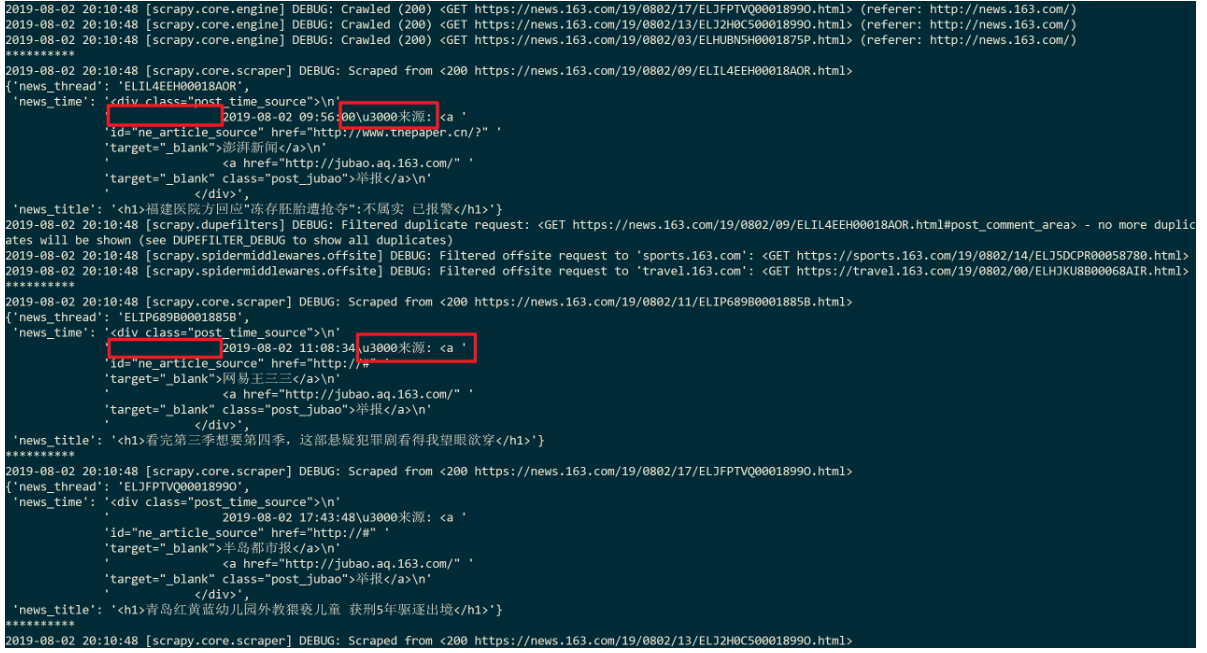 2019-08-02 20:10:48 [scrapy.core.engine] DEBUG: Crawled (200) <GET https://news.163.com/19/0802/17/ELJFPTVQ0001899O.html> (referer: http://news.163.com/)
2019-08-02 20:10:48 [scrapy.core.engine] DEBUG: Crawled (200) <GET https://news.163.com/19/0802/13/ELJ2H0C50001899O.html> (referer: http://news.163.com/)
2019-08-02 20:10:48 [scrapy.core.engine] DEBUG: Crawled (200) <GET https://news.163.com/19/0802/03/ELHUBN5H0001875P.html> (referer: http://news.163.com/)
**********
2019-08-02 20:10:48 [scrapy.core.scraper] DEBUG: Scraped from <200 https://news.163.com/19/0802/09/ELIL4EEH00018AOR.html>
{'news_thread': 'ELIL4EEH00018AOR',
'news_time': '<div class="post_time_source">\n'
' 2019-08-02 09:56:00\u3000来源: <a '
'id="ne_article_source" href="http://www.thepaper.cn/?" '
'target="_blank">澎湃新闻</a>\n'
' <a href="http://jubao.aq.163.com/" '
'target="_blank" class="post_jubao">举报</a>\n'
' </div>',
'news_title': '<h1>福建医院方回应"冻存胚胎遭抢夺":不属实 已报警</h1>'}
2019-08-02 20:10:48 [scrapy.dupefilters] DEBUG: Filtered duplicate request: <GET https://news.163.com/19/0802/09/ELIL4EEH00018AOR.html#post_comment_area> - no more duplic
ates will be shown (see DUPEFILTER_DEBUG to show all duplicates)
2019-08-02 20:10:48 [scrapy.spidermiddlewares.offsite] DEBUG: Filtered offsite request to 'sports.163.com': <GET https://sports.163.com/19/0802/14/ELJ5DCPR00058780.html>
2019-08-02 20:10:48 [scrapy.spidermiddlewares.offsite] DEBUG: Filtered offsite request to 'travel.163.com': <GET https://travel.163.com/19/0802/00/ELHJKU8B00068AIR.html>
**********
2019-08-02 20:10:48 [scrapy.core.scraper] DEBUG: Scraped from <200 https://news.163.com/19/0802/11/ELIP689B0001885B.html>
{'news_thread': 'ELIP689B0001885B',
'news_time': '<div class="post_time_source">\n'
' 2019-08-02 11:08:34\u3000来源: <a '
'id="ne_article_source" href="http://#" '
'target="_blank">网易王三三</a>\n'
' <a href="http://jubao.aq.163.com/" '
'target="_blank" class="post_jubao">举报</a>\n'
' </div>',
'news_title': '<h1>看完第三季想要第四季，这部悬疑犯罪剧看得我望眼欲穿</h1>'}
**********
2019-08-02 20:10:48 [scrapy.core.scraper] DEBUG: Scraped from <200 https://news.163.com/19/0802/17/ELJFPTVQ0001899O.html>
{'news_thread': 'ELJFPTVQ0001899O',
'news_time': '<div class="post_time_source">\n'
' 2019-08-02 17:43:48\u3000来源: <a '
'id="ne_article_source" href="http://#" '
'target="_blank">半岛都市报</a>\n'
' <a href="http://jubao.aq.163.com/" '
'target="_blank" class="post_jubao">举报</a>\n'
' </div>',
'news_title': '<h1>青岛红黄蓝幼儿园外教猥亵儿童 获刑5年驱逐出境</h1>'}
**********
2019-08-02 20:10:48 [scrapy.core.scraper] DEBUG: Scraped from <200 https://news.163.com/19/0802/13/ELJ2H0C50001899O.html>